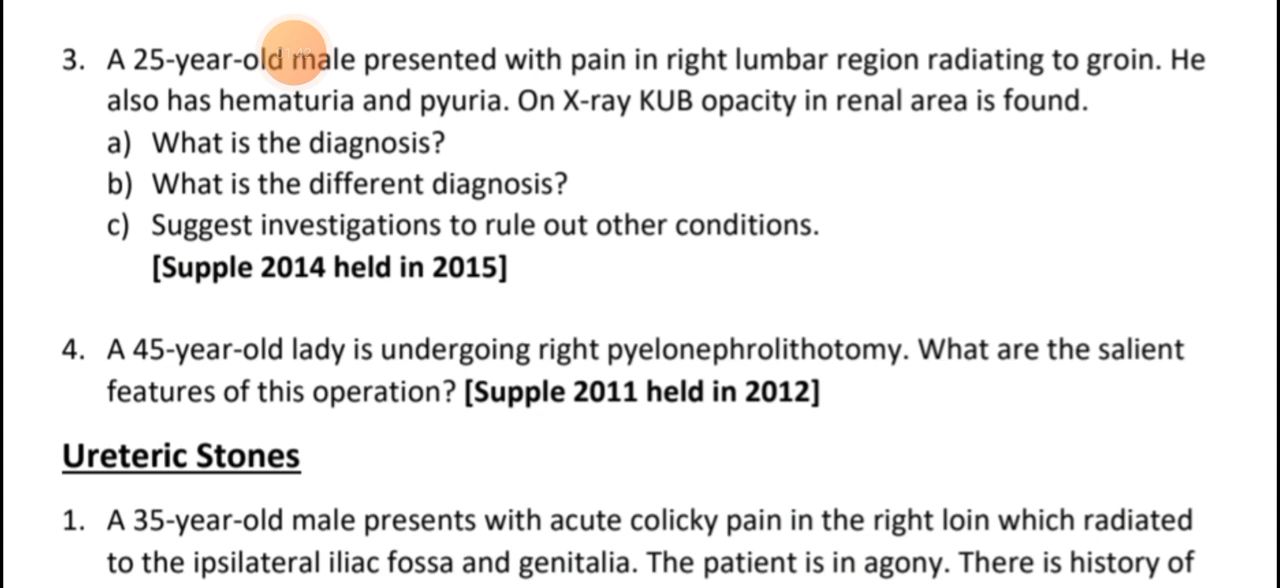 3. A 25-year-old male presented with pain in right lumbar region radiating to groin. He
also has hematuria and pyuria. On X-ray KUB opacity in renal area is found.
a) What is the diagnosis?
b) What is the different diagnosis?
c) Suggest investigations to rule out other conditions.
[Supple 2014 held in 2015]
4. A 45-year-old lady is undergoing right pyelonephrolithotomy. What are the salient
features of this operation? [Supple 2011 held in 2012]
Ureteric Stones
1. A 35-year-old male presents with acute colicky pain in the right loin which radiated
to the ipsilateral iliac fossa and genitalia. The patient is in agony. There is history of